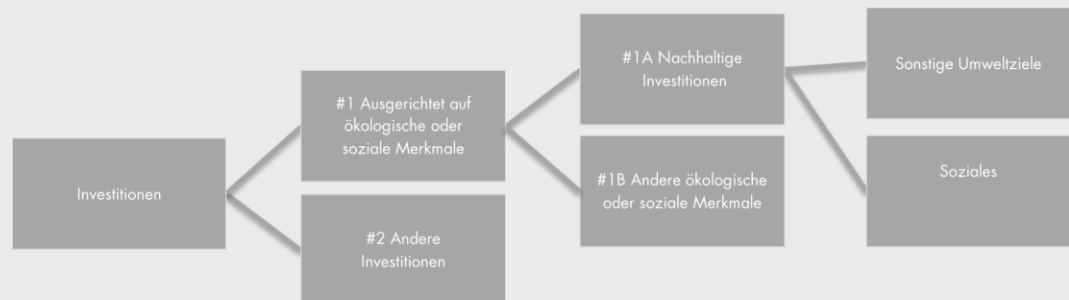 Investitionen
#1 Ausgerichtet auf
ökologische oder
soziale Merkmale
#2 Andere
Investitionen
#1A Nachhaltige
Investitionen
#1B Andere ökologische
oder soziale Merkmale
Sonstige Umweltziele
Soziales